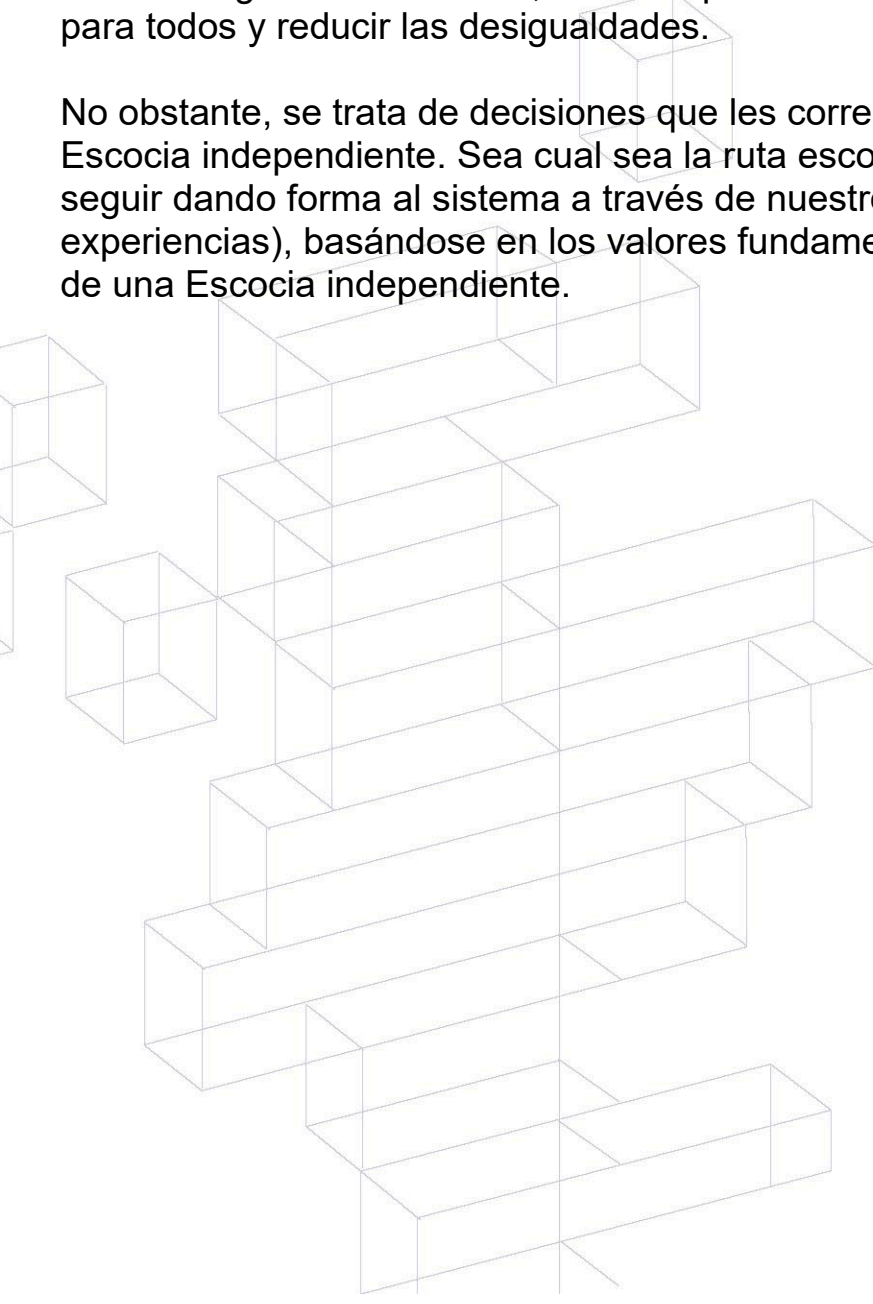 para todos y reducir las desigualdades.
No obstante, se trata de decisiones que les corre
Escocia independiente. Sea cual sea la ruta esco
seguir dando forma al sistema a través de nuestr
experiencias), basándose en los valores fundame
de una Escocia independiente.